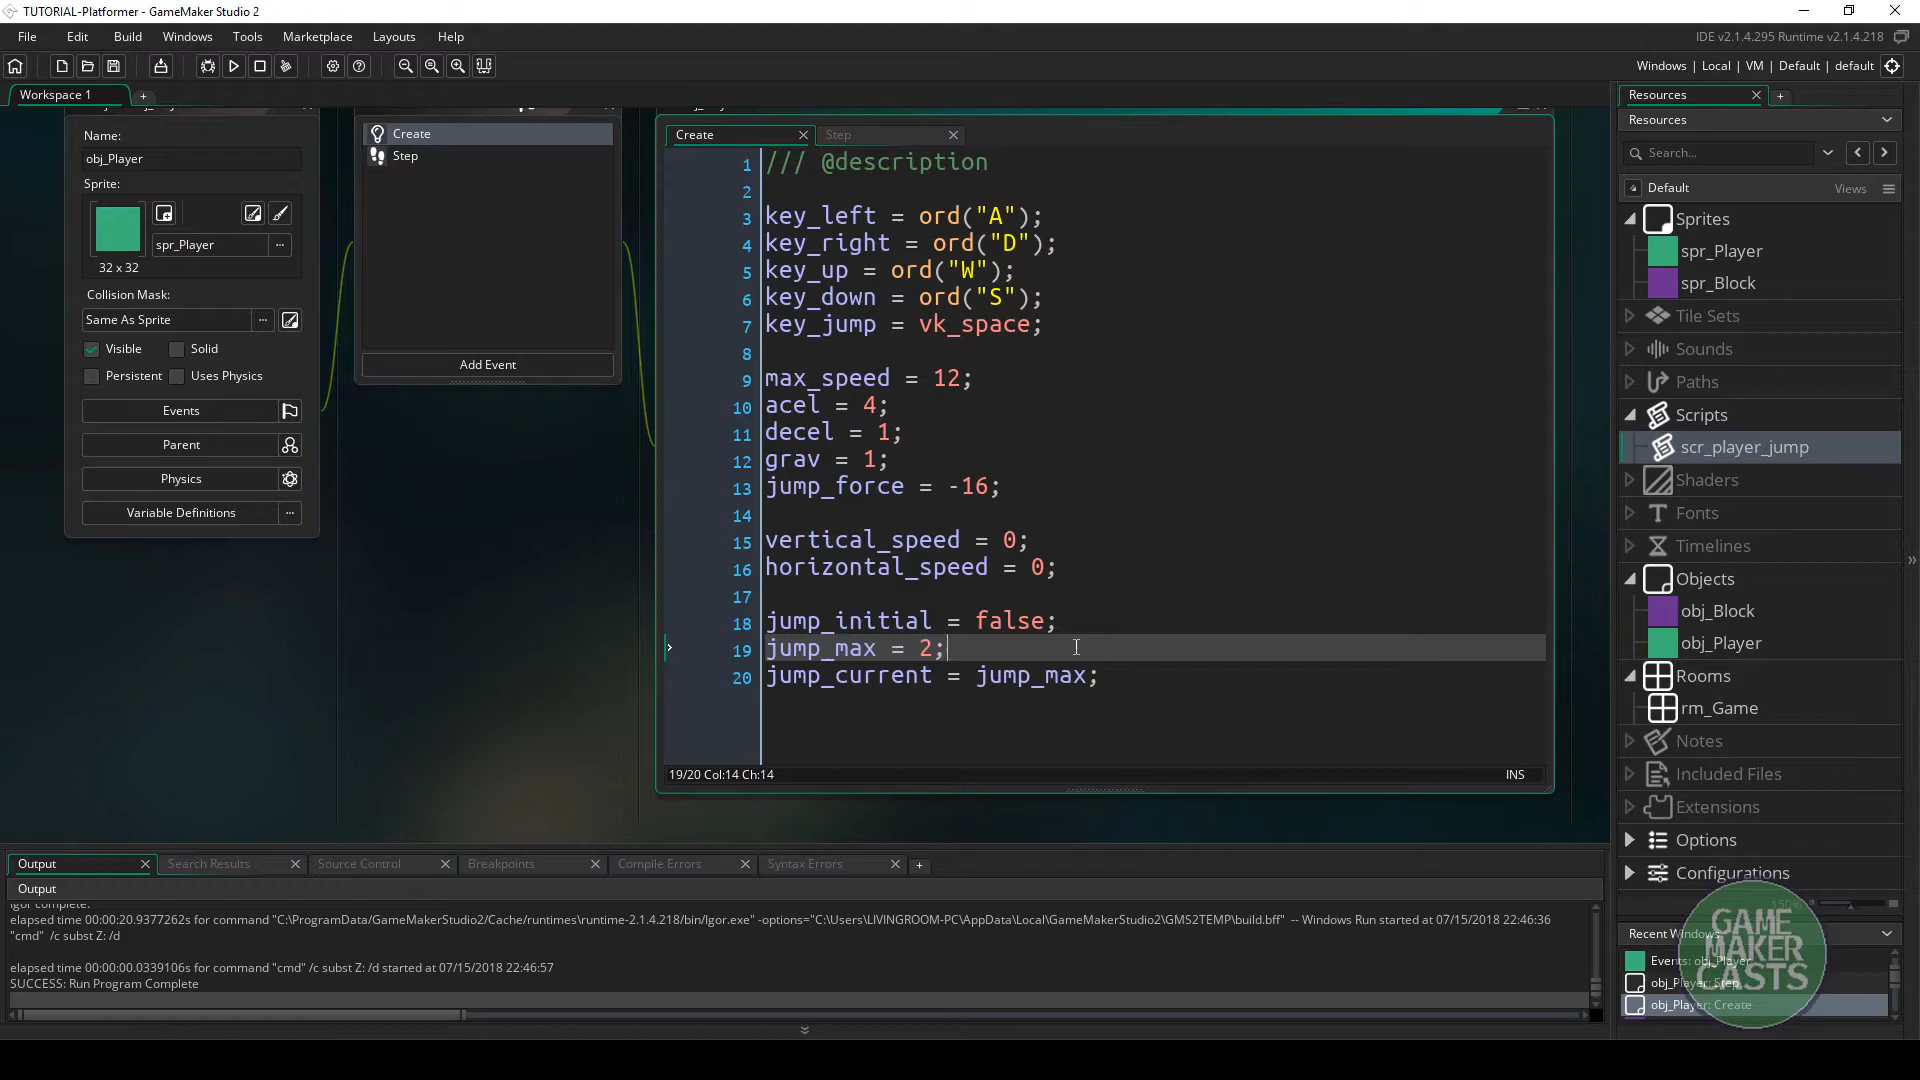 TUTORIAL-Platformer - GameMaker Studio 2
File Edit Build Windows Tools Marketplace Layouts Help
IDE v2.1.4.295 Runtime v2.1.4.218
Windows | Local | VM | Default | default
Workspace 1
Name:
obj_Player
Sprite:
spr_Player
32 x 32
Collision Mask:
Same As Sprite
Visible Solid
Persistent Uses Physics
Events
Parent
Physics
Variable Definitions
Create
Step
Add Event
Create Step
1 /// @description
2
3 key_left = ord("A");
4 key_right = ord("D");
5 key_up = ord("W");
6 key_down = ord("S");
7 key_jump = vk_space;
8
9 max_speed = 12;
10 acel = 4;
11 decel = 1;
12 grav = 1;
13 jump_force = -16;
14
15 vertical_speed = 0;
16 horizontal_speed = 0;
17
18 jump_initial = false;
19 jump_max = 2;
20 jump_current = jump_max;
19/20 Col:14 Ch:14
INS
Resources
Resources
Search...
Default
Views
Sprites
spr_Player
spr_Block
Tile Sets
Sounds
Paths
Scripts
scr_player_jump
Shaders
Fonts
Timelines
Objects
obj_Block
obj_Player
Rooms
rm_Game
Notes
Included Files
Extensions
Options
Configurations
150%
Recent Windows
Events: obj_Player
obj_Player: Step
obj_Player: Create
GAME
MAKER
CASTS
Output Search Results Source Control Breakpoints Compile Errors Syntax Errors
Output
Igor complete.
elapsed time 00:00:20.9377262s for command "C:\ProgramData/GameMakerStudio2/Cache/runtimes\runtime-2.1.4.218/bin/Igor.exe" -options="C:\Users\LIVINGROOM-PC\AppData\Local\GameMakerStudio2\GMS2TEMP\build.bff" -- Windows Run started at 07/15/2018 22:46:36
"cmd" /c subst Z: /d
elapsed time 00:00:00.0339106s for command "cmd" /c subst Z: /d started at 07/15/2018 22:46:57
SUCCESS: Run Program Complete